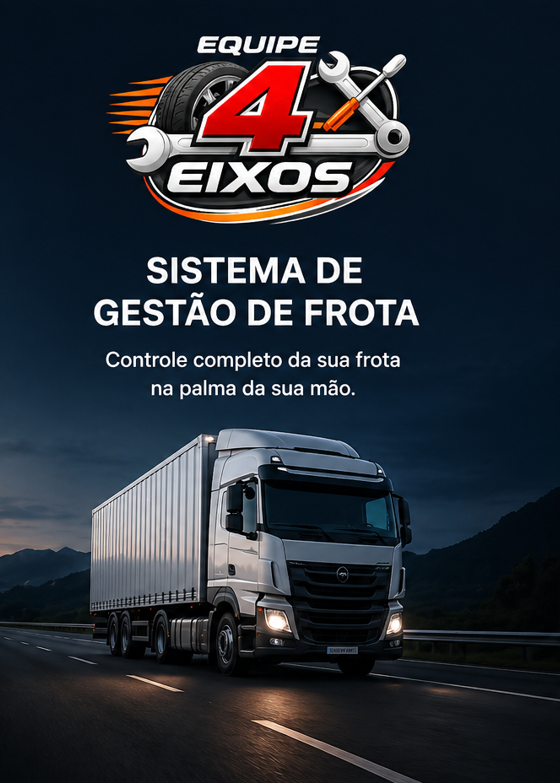 EQUIPE
4
EIXOS
SISTEMA DE
GESTÃO DE FROTA
Controle completo da sua frota
na palma da sua mão.